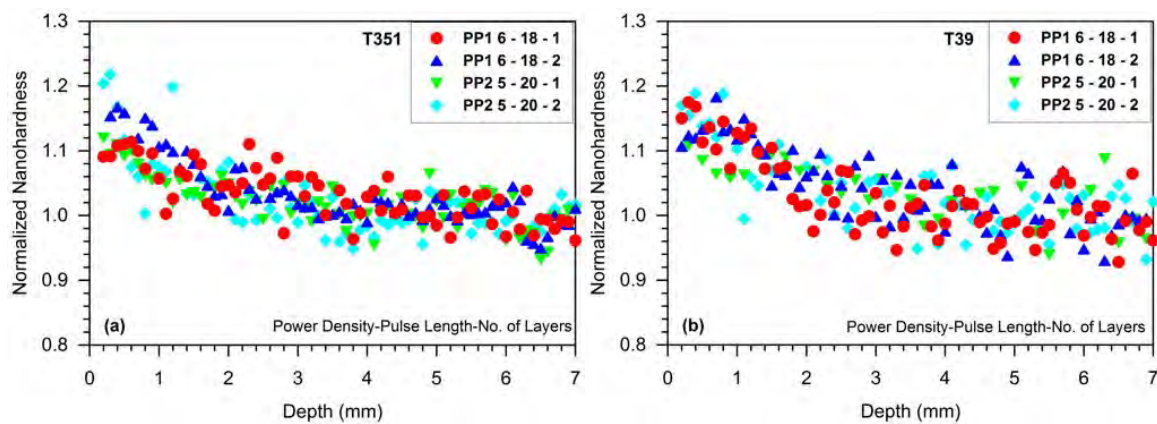 1.3
1.2
1.1
1.0
0.9
0.8
Normalized Nanohardness
T351
PP1 6 - 18 - 1
PP1 6 - 18 - 2
PP2 5 - 20 - 1
PP2 5 - 20 - 2
(a)
Power Density-Pulse Length-No. of Layers
0 1 2 3 4 5 6 7
Depth (mm)
1.3
1.2
1.1
1.0
0.9
0.8
Normalized Nanohardness
T39
PP1 6 - 18 - 1
PP1 6 - 18 - 2
PP2 5 - 20 - 1
PP2 5 - 20 - 2
(b)
Power Density-Pulse Length-No. of Layers
0 1 2 3 4 5 6 7
Depth (mm)